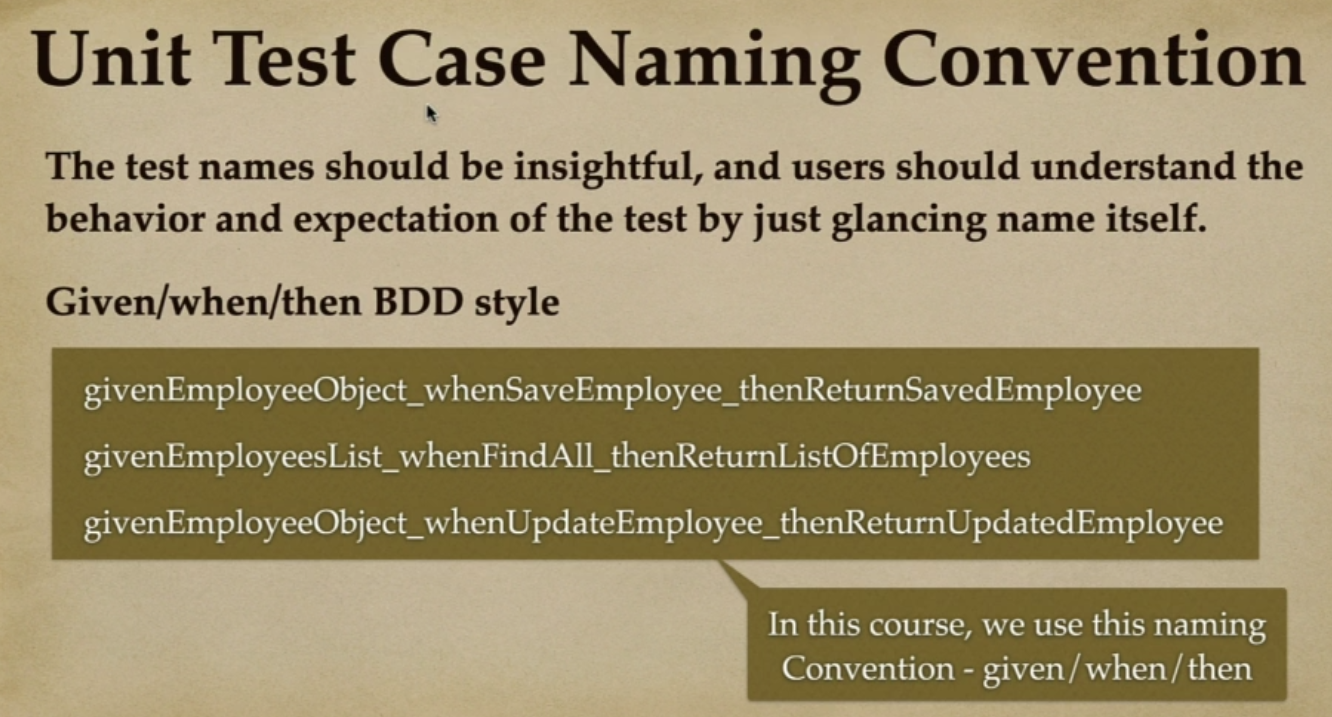 Unit Test Case Naming Convention
The test names should be insightful, and users should understand the
behavior and expectation of the test by just glancing name itself.
Given/when/then BDD style
givenEmployeeObject_whenSaveEmployee_thenReturnSavedEmployee
givenEmployeesList_whenFindAll_thenReturnListOfEmployees
givenEmployeeObject_whenUpdateEmployee_thenReturnUpdatedEmployee
In this course, we use this naming
Convention - given/when/then